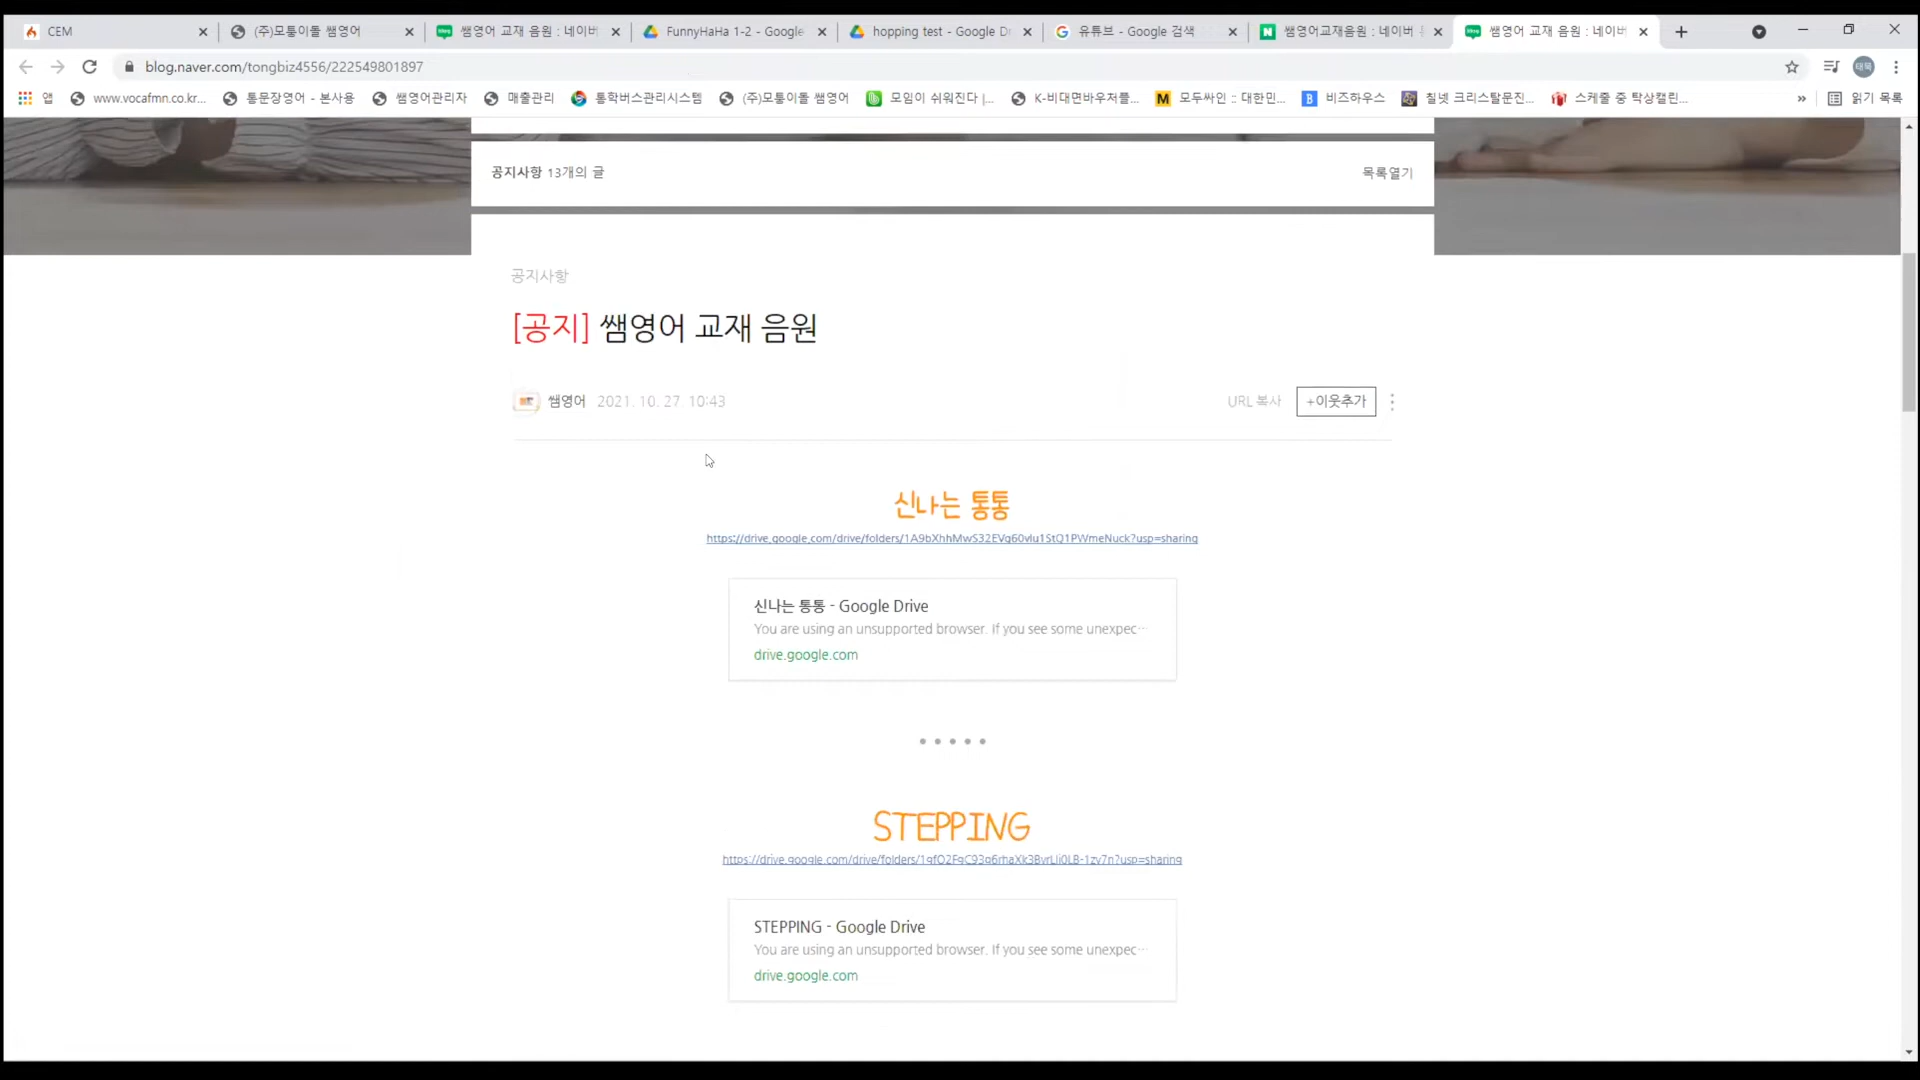 CEM
(주)모통이돌 쌤영어
쌤영어 교재 음원 : 네이버
FunnyHaHa 1-2 - Google
hopping test - Google Dr
유튜브 - Google 검색
쌤영어교재음원 : 네이버
쌤영어 교재 음원 : 네이버
blog.naver.com/tongbiz4556/222549801897
태묵
앱
www.vocafmn.co.kr...
통문장영어 - 본사용
쌤영어관리자
매출관리
통학버스관리시스템
(주)모통이돌 쌤영어
모임이 쉬워진다 |...
K-비대면바우처플...
모두싸인 :: 대한민...
비즈하우스
칠넷 크리스탈문진...
스케줄 중 탁상캘린...
»
읽기 목록
공지사항 13개의 글
목록열기
공지사항
[공지] 쌤영어 교재 음원
쌤영어 2021. 10. 27. 10:43
URL 복사
+이웃추가
신나는 통통
신나는 통통 - Google Drive
You are using an unsupported browser. If you see some unexpec···
drive.google.com
STEPPING
STEPPING - Google Drive
You are using an unsupported browser. If you see some unexpec···
drive.google.com